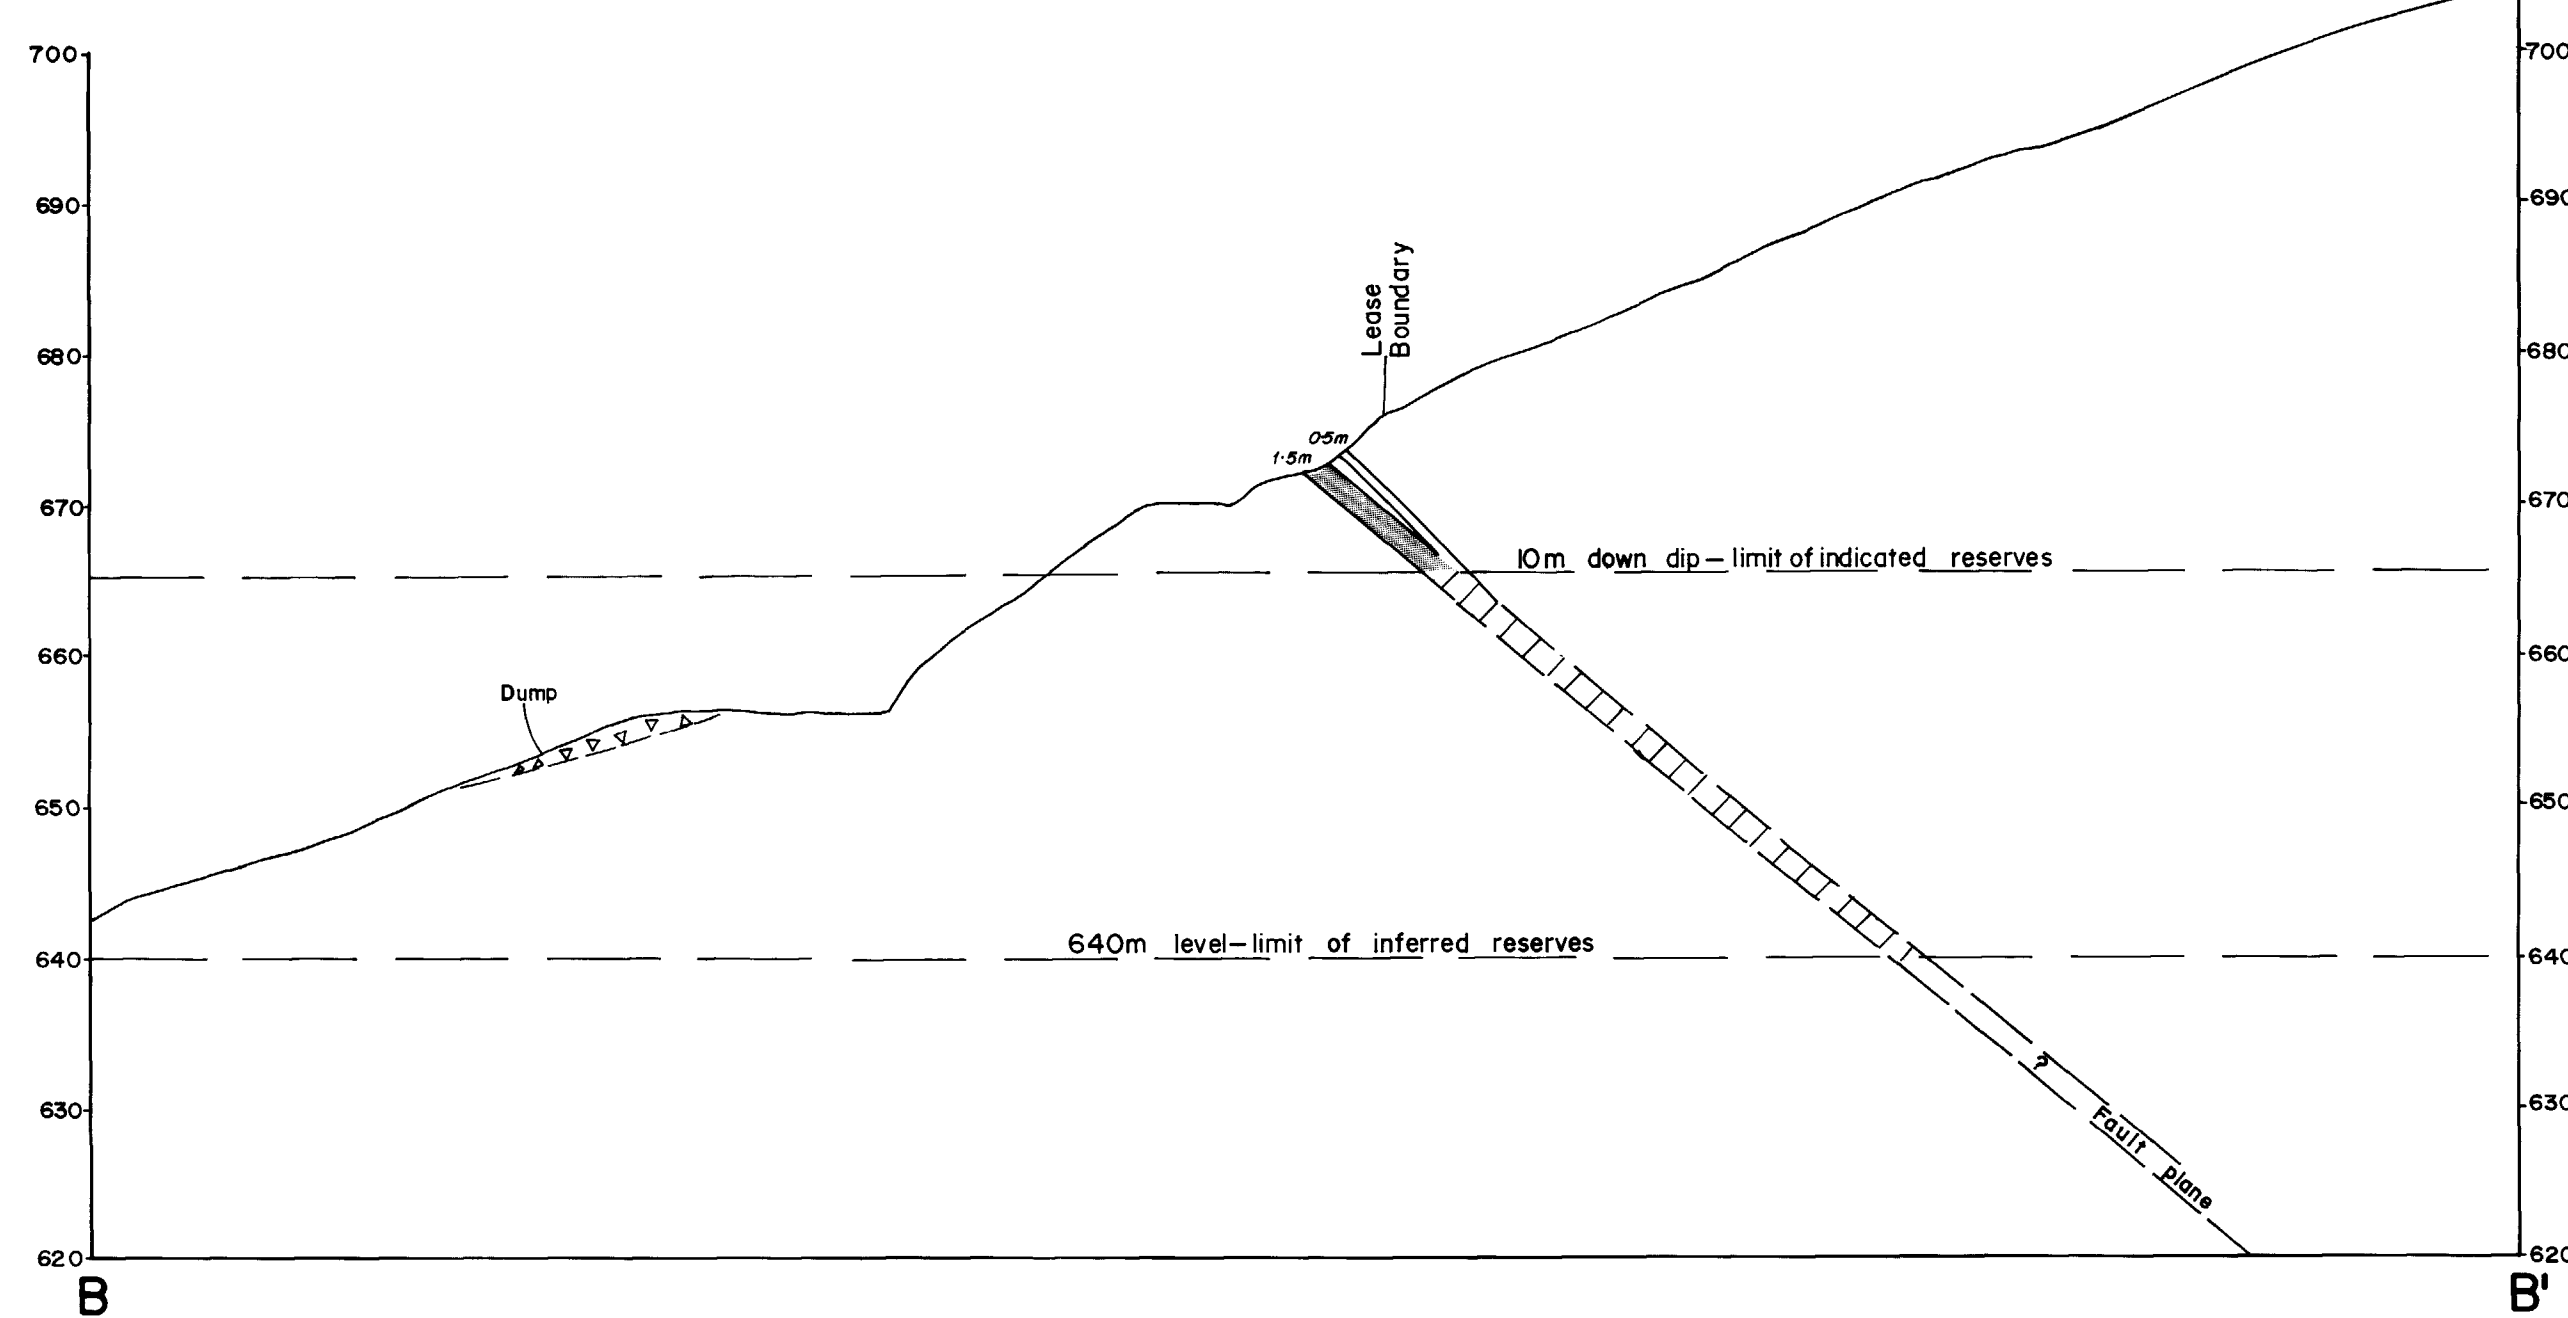 700
700
690
690
Lease
Boundary
680
680
0.5m
1.5m
670
670
10m down dip – limit of indicated reserves
660
660
Dump
650
650
640m level – limit of inferred reserves
640
640
?
630
630
Fault plane
620
620
B
B'